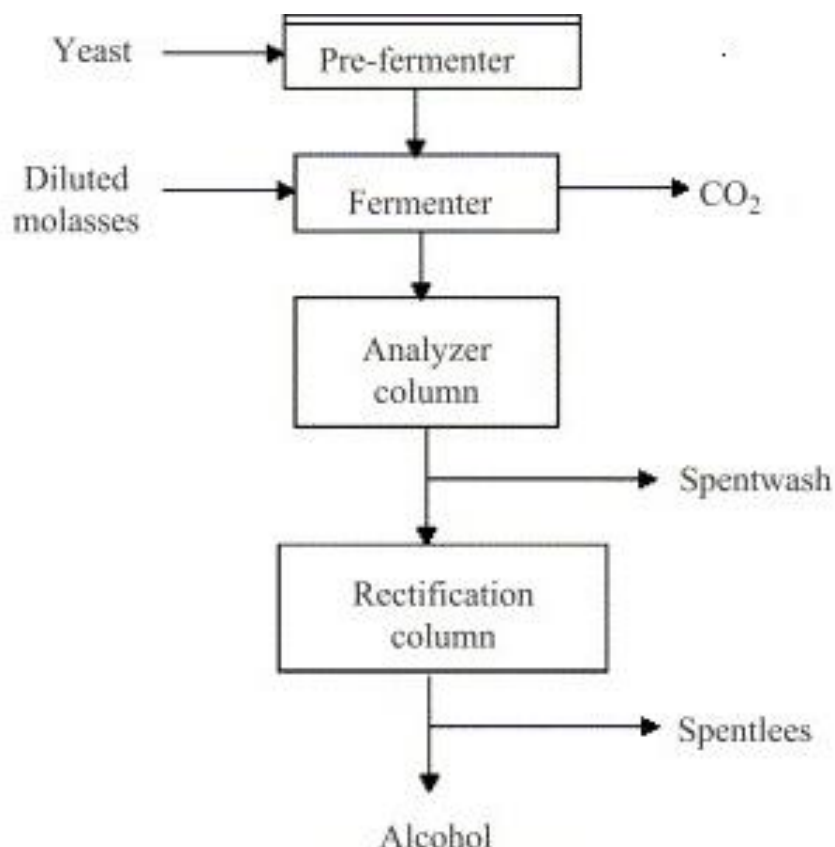 Yeast
Pre-fermenter
Diluted
molasses
Fermenter
CO₂
Analyzer
column
Spentwash
Rectification
column
Spentlees
Alcohol